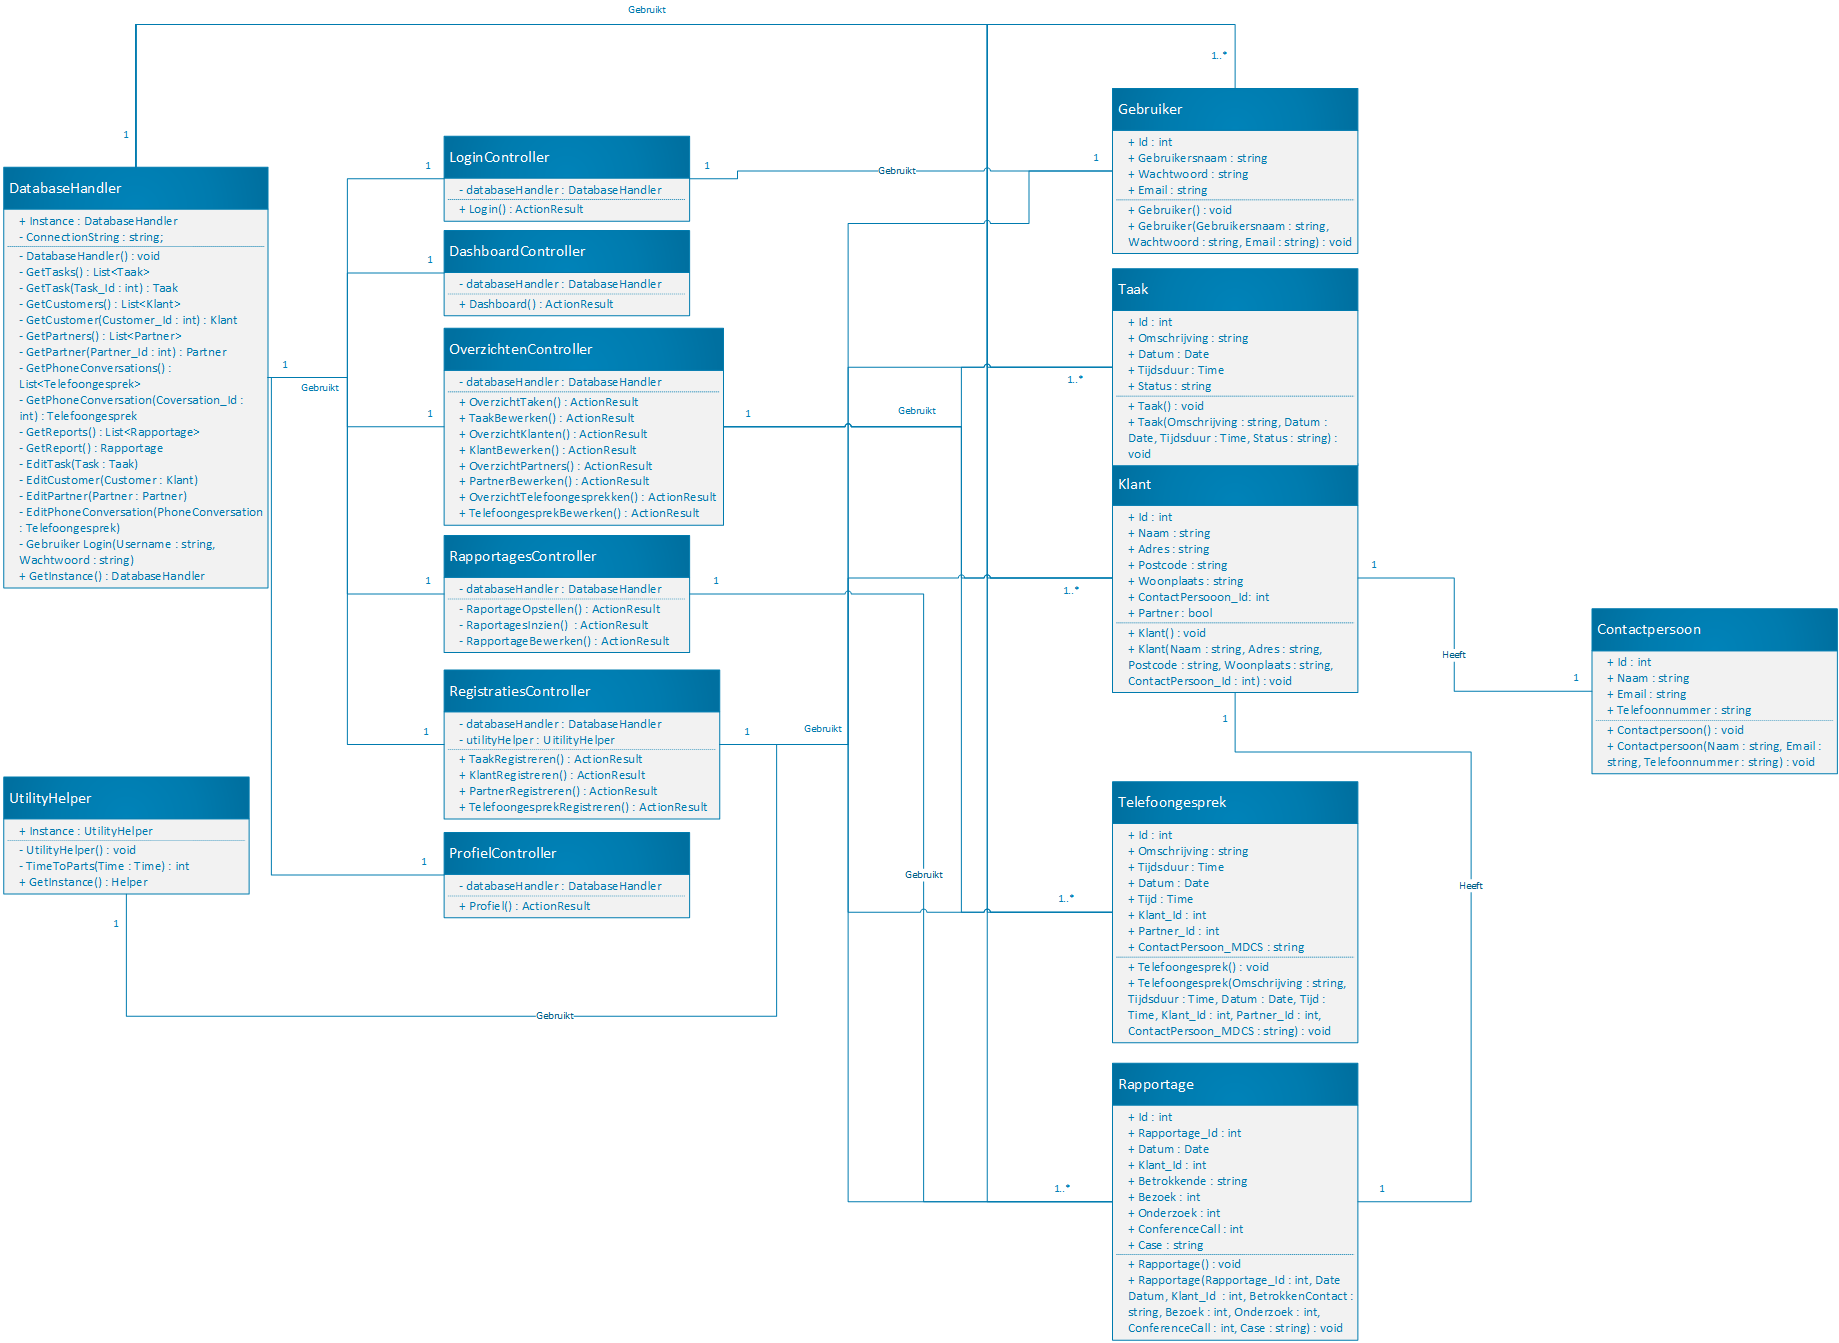 Gebruikt
1..*
1
DatabaseHandler
+ Instance : DatabaseHandler
- ConnectionString : string;
- DatabaseHandler() : void
- GetTasks() : List<Taak>
- GetTask(Task_Id : int) : Taak
- GetCustomers() : List<Klant>
- GetCustomer(Customer_Id : int) : Klant
- GetPartners() : List<Partner>
- GetPartner(Partner_Id : int) : Partner
- GetPhoneConversations() :
List<Telefoongesprek>
- GetPhoneConversation(Coversation_Id :
int) : Telefoongesprek
- GetReports() : List<Rapportage>
- GetReport() : Rapportage
- EditTask(Task : Taak)
- EditCustomer(Customer : Klant)
- EditPartner(Partner : Partner)
- EditPhoneConversation(PhoneConversation
: Telefoongesprek)
- Gebruiker Login(Username : string,
Wachtwoord : string)
+ GetInstance() : DatabaseHandler
1
Gebruikt
UtilityHelper
+ Instance : UtilityHelper
- UtilityHelper() : void
- TimeToParts(Time : Time) : int
+ GetInstance() : Helper
1
Gebruikt
1
LoginController
- databaseHandler : DatabaseHandler
+ Login() : ActionResult
1
Gebruikt
1
1
DashboardController
- databaseHandler : DatabaseHandler
+ Dashboard() : ActionResult
1
OverzichtenController
- databaseHandler : DatabaseHandler
+ OverzichtTaken() : ActionResult
+ TaakBewerken() : ActionResult
+ OverzichtKlanten() : ActionResult
+ KlantBewerken() : ActionResult
+ OverzichtPartners() : ActionResult
+ PartnerBewerken() : ActionResult
+ OverzichtTelefoongesprekken() : ActionResult
+ TelefoongesprekBewerken() : ActionResult
1
Gebruikt
1
RapportagesController
- databaseHandler : DatabaseHandler
- RaportageOpstellen() : ActionResult
- RaportagesInzien()  : ActionResult
- RapportageBewerken() : ActionResult
1
Gebruikt
1
RegistratiesController
- databaseHandler : DatabaseHandler
- utilityHelper : UitilityHelper
+ TaakRegistreren() : ActionResult
+ KlantRegistreren() : ActionResult
+ PartnerRegistreren() : ActionResult
+ TelefoongesprekRegistreren() : ActionResult
1
Gebruikt
1
ProfielController
- databaseHandler : DatabaseHandler
+ Profiel() : ActionResult
Gebruiker
+ Id : int
+ Gebruikersnaam : string
+ Wachtwoord : string
+ Email : string
+ Gebruiker() : void
+ Gebruiker(Gebruikersnaam : string,
Wachtwoord : string, Email : string) : void
Taak
+ Id : int
+ Omschrijving : string
+ Datum : Date
+ Tijdsduur : Time
+ Status : string
+ Taak() : void
+ Taak(Omschrijving : string, Datum :
Date, Tijdsduur : Time, Status : string) :
void
1..*
Klant
+ Id : int
+ Naam : string
+ Adres : string
+ Postcode : string
+ Woonplaats : string
+ ContactPersooon_Id: int
+ Partner : bool
+ Klant() : void
+ Klant(Naam : string, Adres : string,
Postcode : string, Woonplaats : string,
ContactPersoon_Id : int) : void
1..*
1
Heeft
1
Contactpersoon
+ Id : int
+ Naam : string
+ Email : string
+ Telefoonnummer : string
+ Contactpersoon() : void
+ Contactpersoon(Naam : string, Email :
string, Telefoonnummer : string) : void
1
Heeft
Telefoongesprek
+ Id : int
+ Omschrijving : string
+ Tijdsduur : Time
+ Datum : Date
+ Tijd : Time
+ Klant_Id : int
+ Partner_Id : int
+ ContactPersoon_MDCS : string
+ Telefoongesprek() : void
+ Telefoongesprek(Omschrijving : string,
Tijdsduur : Time, Datum : Date, Tijd :
Time, Klant_Id : int, Partner_Id : int,
ContactPersoon_MDCS : string) : void
1..*
Rapportage
+ Id : int
+ Rapportage_Id : int
+ Datum : Date
+ Klant_Id : int
+ Betrokkende : string
+ Bezoek : int
+ Onderzoek : int
+ ConferenceCall : int
+ Case : string
+ Rapportage() : void
+ Rapportage(Rapportage_Id : int, Date
Datum, Klant_Id  : int, BetrokkenContact :
string, Bezoek : int, Onderzoek : int,
ConferenceCall : int, Case : string) : void
1..*
1